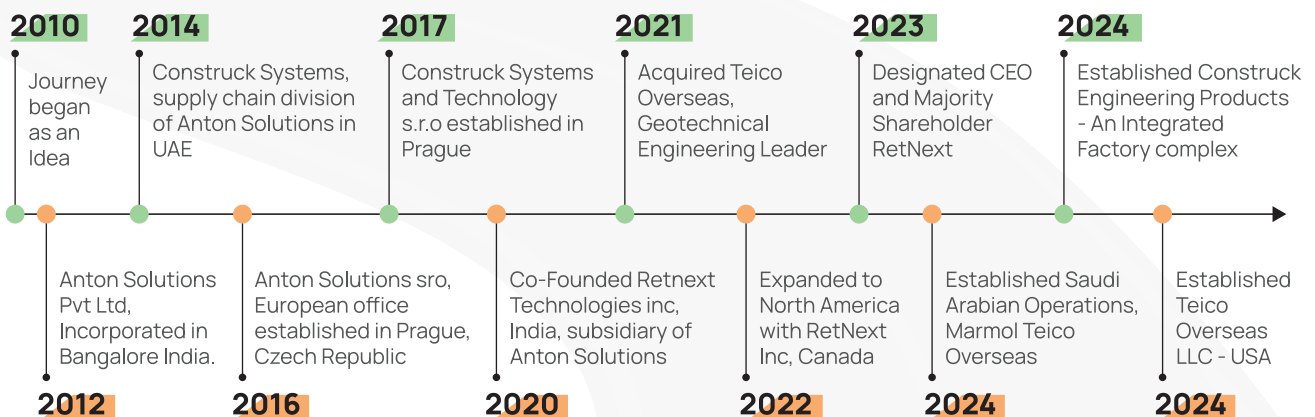 2010
Journey
began
as an
Idea
2014
Construck Systems,
supply chain division
of Anton Solutions in
UAE
2017
Construck Systems
and Technology
s.r.o established in
Prague
2021
Acquired Teico
Overseas,
Geotechnical
Engineering Leader
2023
Designated CEO
and Majority
Shareholder
RetNext
2024
Established Construck
Engineering Products
- An Integrated
Factory complex
Anton Solutions
Pvt Ltd,
Incorporated in
Bangalore India.
2012
Anton Solutions sro,
European office
established in Prague,
Czech Republic
2016
Co-Founded Retnext
Technologies inc,
India, subsidiary of
Anton Solutions
2020
Expanded to
North America
with RetNext
Inc, Canada
2022
Established Saudi
Arabian Operations,
Marmol Teico
Overseas
2024
Established
Teico
Overseas
LLC - USA
2024